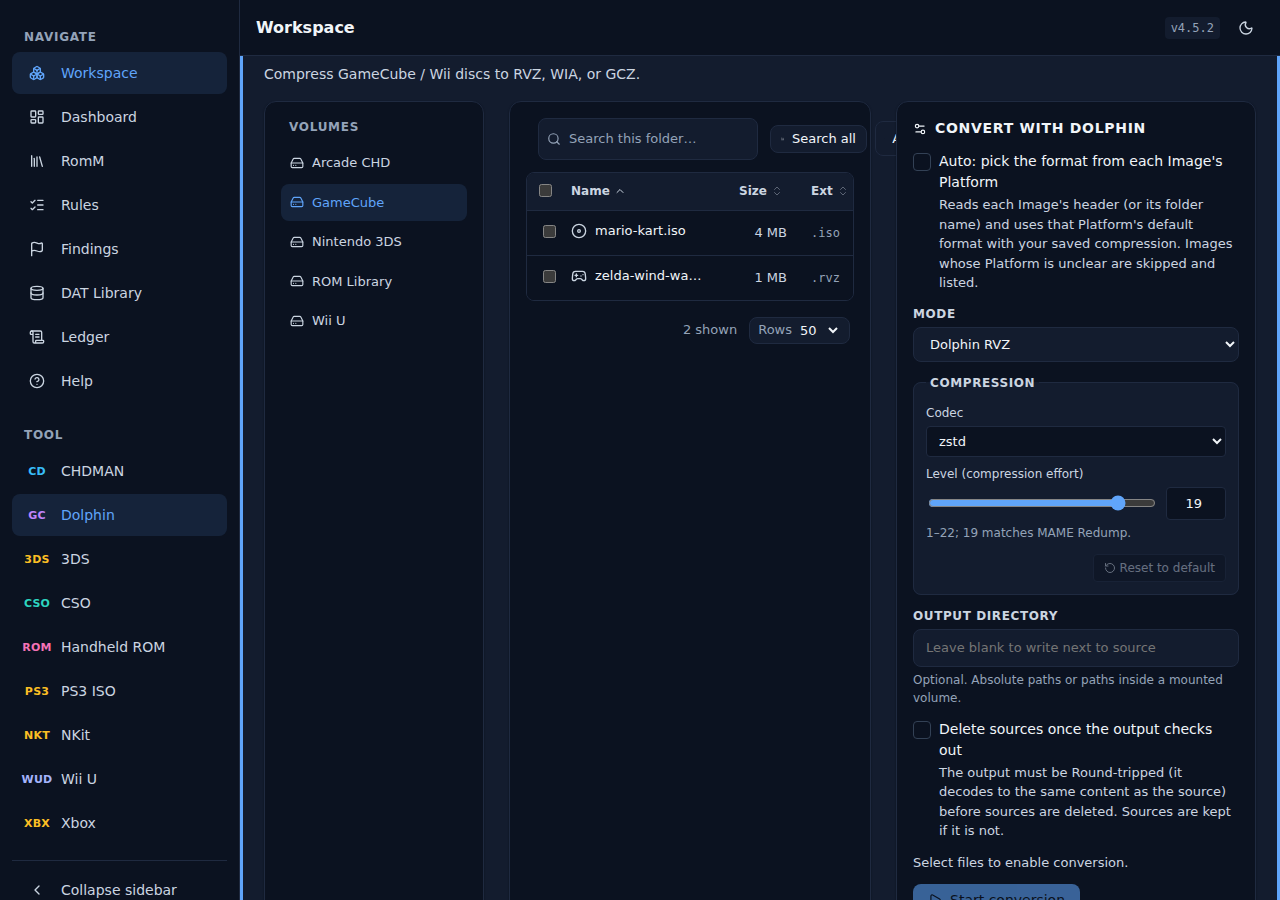 NAVIGATE
Workspace
Dashboard
RomM
Rules
Findings
DAT Library
Ledger
Help
TOOL
CD CHDMAN
GC Dolphin
3DS 3DS
CSO CSO
ROM Handheld ROM
PS3 PS3 ISO
NKT NKit
WUD Wii U
XBX Xbox
Collapse sidebar
Workspace
v4.5.2
Compress GameCube / Wii discs to RVZ, WIA, or GCZ.
VOLUMES
Arcade CHD
GameCube
Nintendo 3DS
ROM Library
Wii U
Search this folder…
Search all
Name Size Ext
mario-kart.iso 4 MB .iso
zelda-wind-wa… 1 MB .rvz
2 shown Rows 50
CONVERT WITH DOLPHIN
Auto: pick the format from each Image's
Platform
Reads each Image's header (or its folder
name) and uses that Platform's default
format with your saved compression. Images
whose Platform is unclear are skipped and
listed.
MODE
Dolphin RVZ
COMPRESSION
Codec
zstd
Level (compression effort)
19
1–22; 19 matches MAME Redump.
Reset to default
OUTPUT DIRECTORY
Leave blank to write next to source
Optional. Absolute paths or paths inside a mounted
volume.
Delete sources once the output checks
out
The output must be Round-tripped (it
decodes to the same content as the source)
before sources are deleted. Sources are kept
if it is not.
Select files to enable conversion.
Start conversion